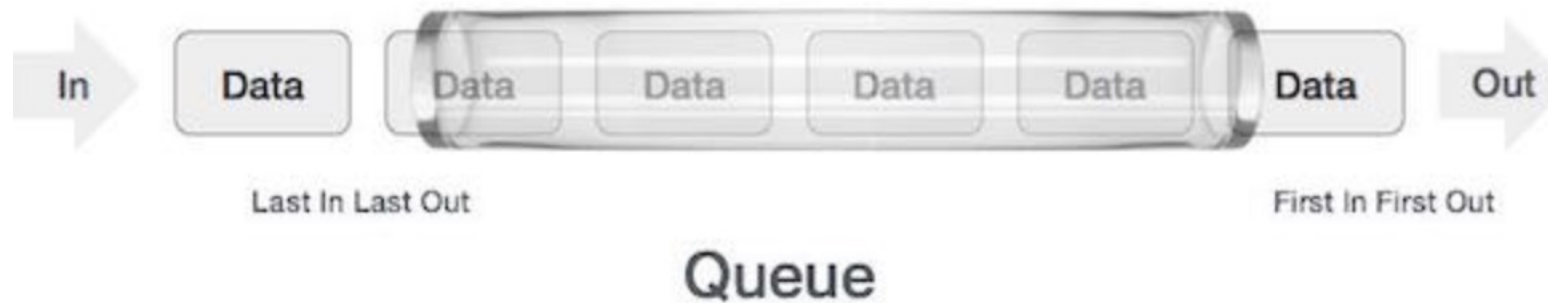 In Data Data Data Data Data Data Out
Last In Last Out First In First Out
Queue